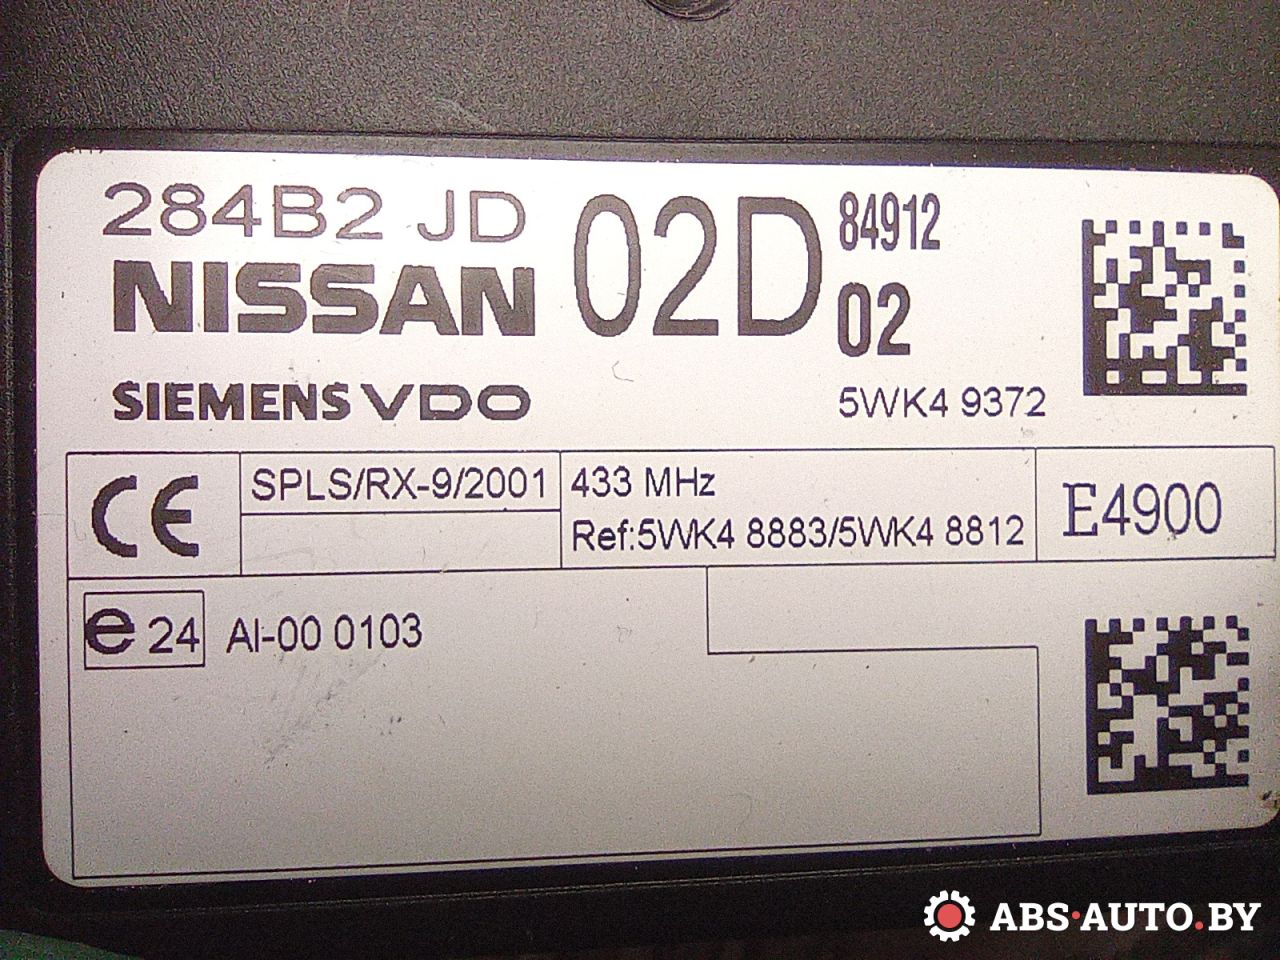 284B2 JD 02D 84912
NISSAN 02
SIEMENS VDO 5WK4 9372
CE SPLS/RX-9/2001 433 MHz E4900
Ref:5WK4 8883/5WK4 8812
e 24 AI-00 0103
ABS-AUTO.BY